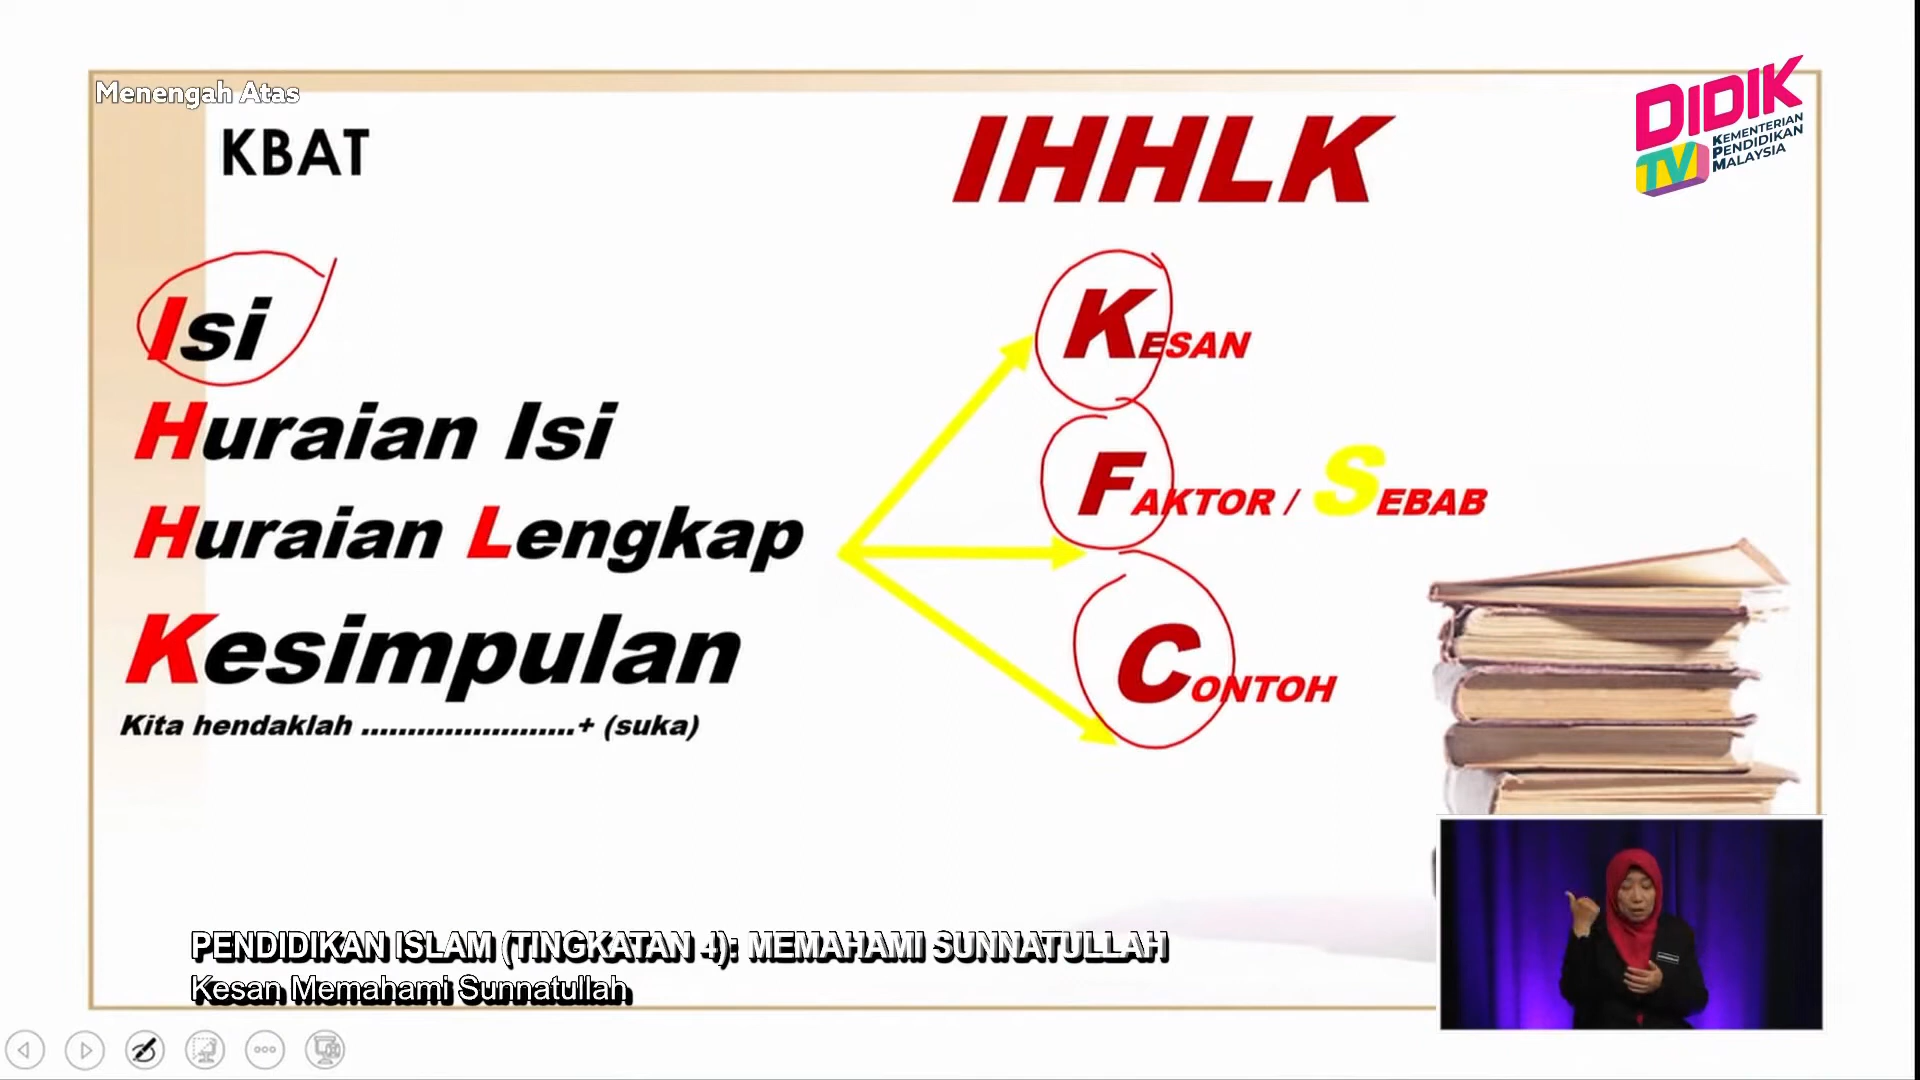 Menengah Atas
KBAT
IHHLK
DIDIK
TV
KEMENTERIAN
PENDIDIKAN
MALAYSIA
Isi
Huraian Isi
Huraian Lengkap
Kesimpulan
Kita hendaklah .......................+ (suka)
KESAN
FAKTOR / SEBAB
CONTOH
PENDIDIKAN ISLAM (TINGKATAN 4): MEMAHAMI SUNNATULLAH
Kesan Memahami Sunnatullah